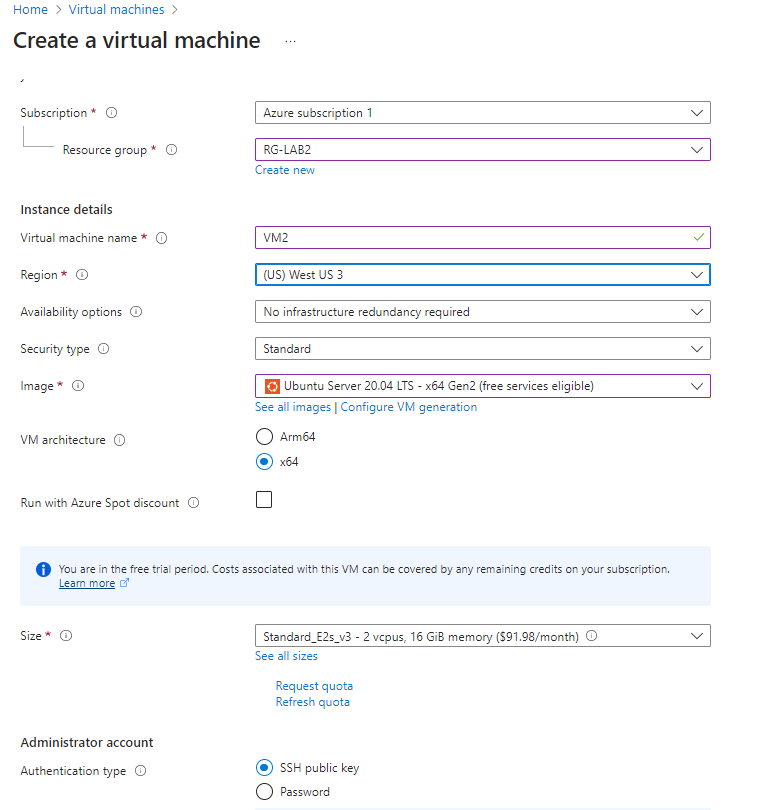 Home > Virtual machines >
Create a virtual machine ...
Subscription * Azure subscription 1
Resource group * RG-LAB2
Create new
Instance details
Virtual machine name * VM2
Region * (US) West US 3
Availability options No infrastructure redundancy required
Security type Standard
Image * Ubuntu Server 20.04 LTS - x64 Gen2 (free services eligible)
See all images | Configure VM generation
VM architecture Arm64
x64
Run with Azure Spot discount
You are in the free trial period. Costs associated with this VM can be covered by any remaining credits on your subscription.
Learn more
Size * Standard_E2s_v3 - 2 vcpus, 16 GiB memory ($91.98/month)
See all sizes
Request quota
Refresh quota
Administrator account
Authentication type SSH public key
Password